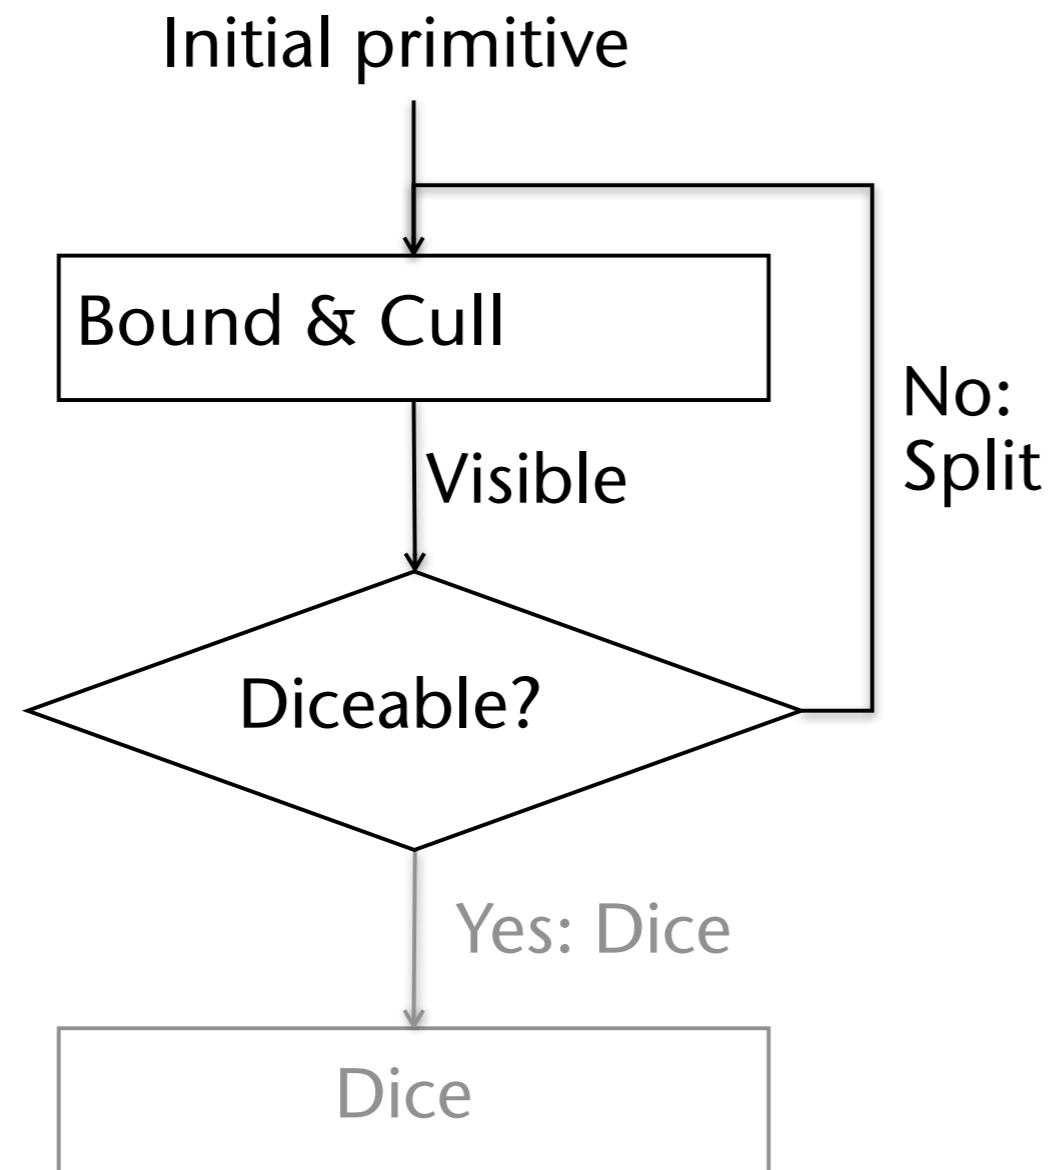 Initial primitive
Bound & Cull
No:
Split
Visible
Diceable?
Yes: Dice
Dice